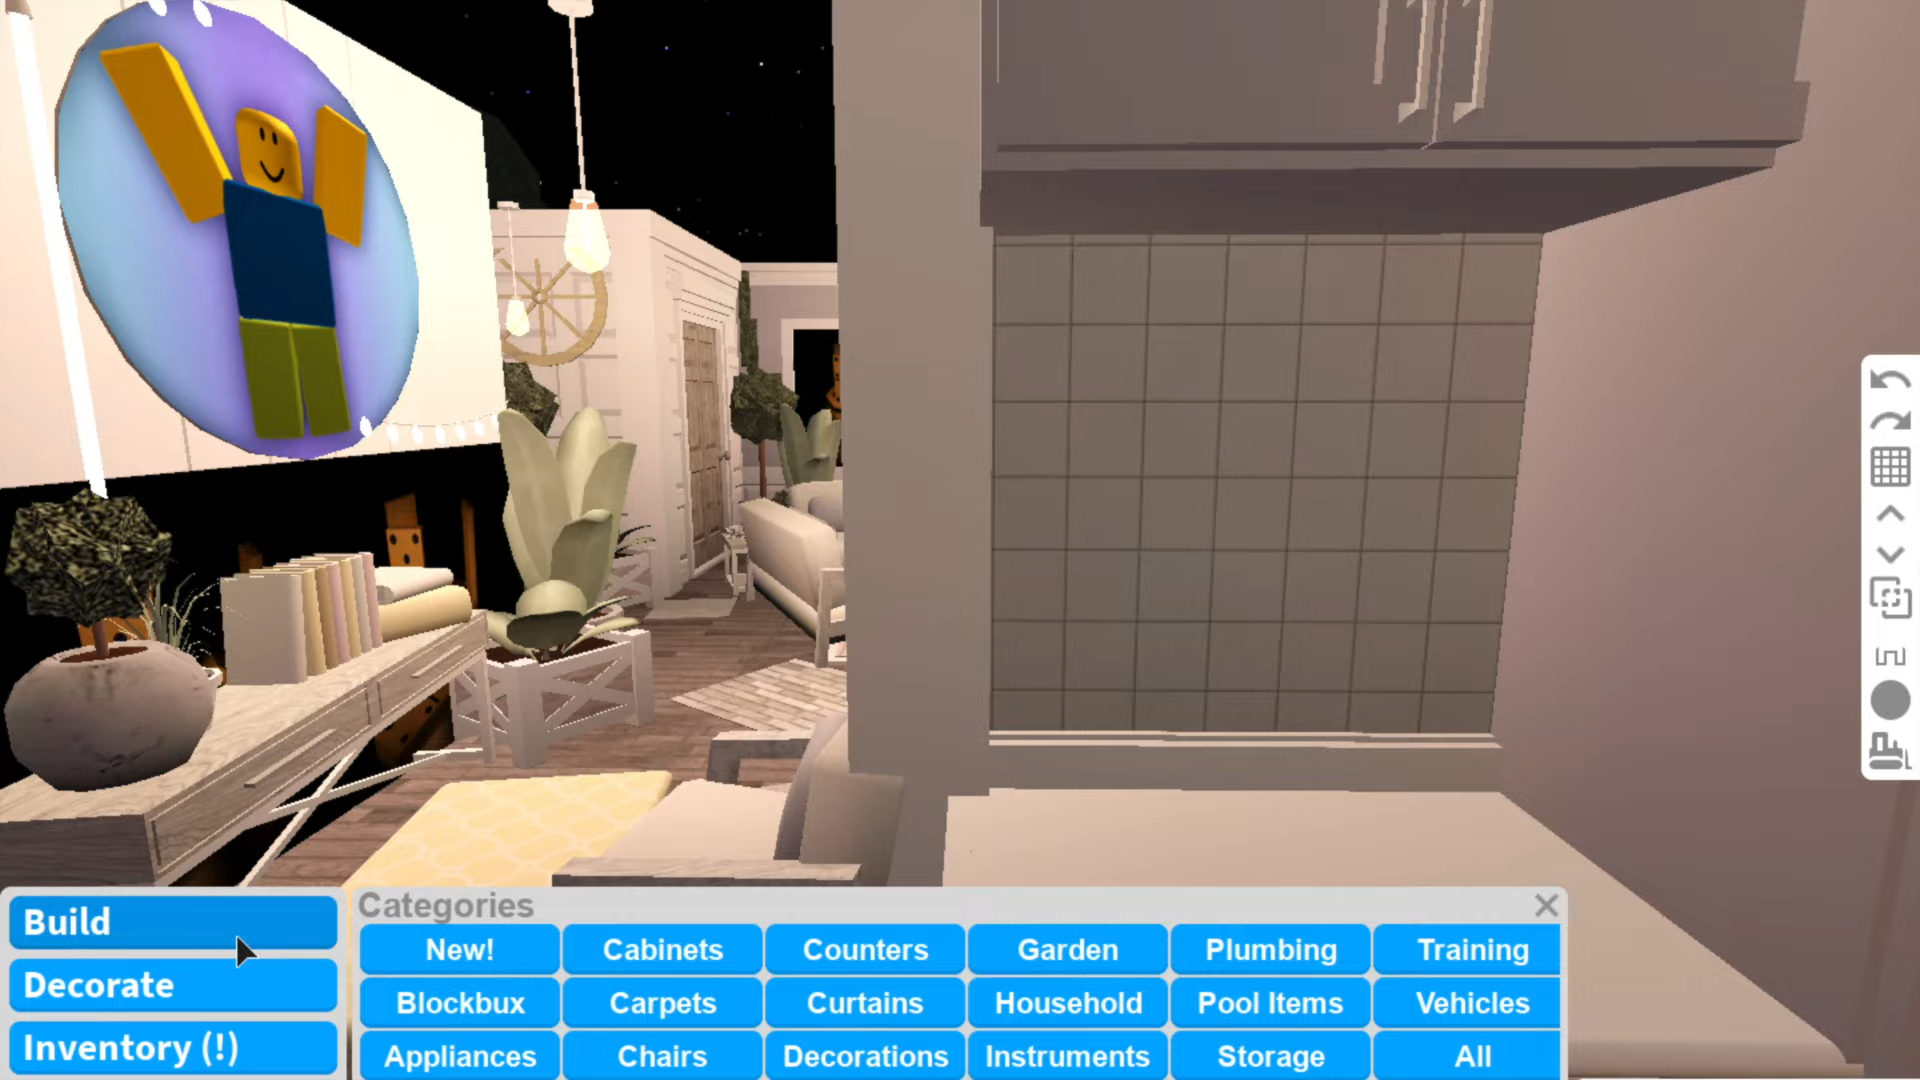 Build
Decorate
Inventory (!)
Categories
New! Cabinets Counters Garden Plumbing Training
Blockbux Carpets Curtains Household Pool Items Vehicles
Appliances Chairs Decorations Instruments Storage All